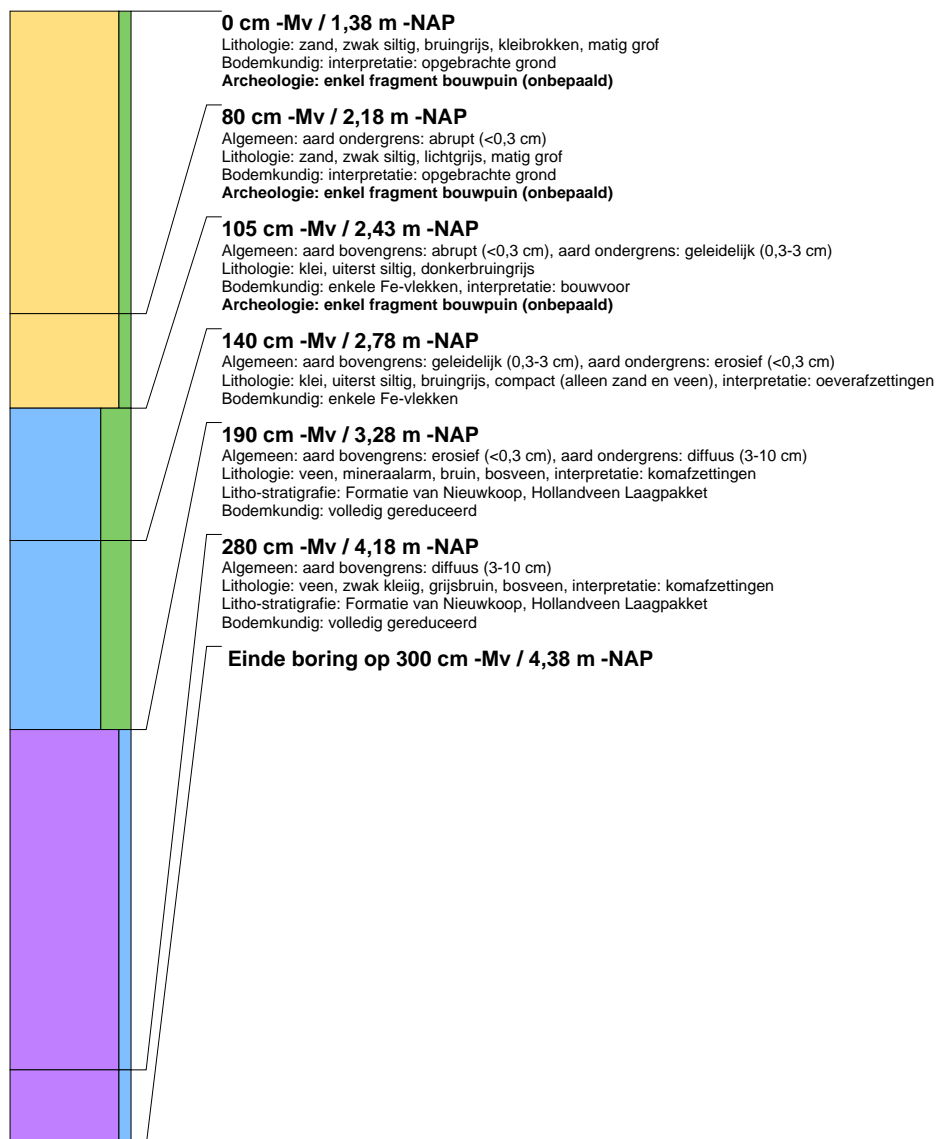 0 cm -Mv / 1,38 m -NAP
Lithologie: zand, zwak siltig, bruingrijs, kleibrokken, matig grof
Bodemkundig: interpretatie: opgebrachte grond
Archeologie: enkel fragment bouwpuin (onbepaald)
80 cm -Mv / 2,18 m -NAP
Algemeen: aard ondergrens: abrupt (<0,3 cm)
Lithologie: zand, zwak siltig, lichtgrijs, matig grof
Bodemkundig: interpretatie: opgebrachte grond
Archeologie: enkel fragment bouwpuin (onbepaald)
105 cm -Mv / 2,43 m -NAP
Algemeen: aard bovengrens: abrupt (<0,3 cm), aard ondergrens: geleidelijk (0,3-3 cm)
Lithologie: klei, uiterst siltig, donkerbruingrijs
Bodemkundig: enkele Fe-vlekken, interpretatie: bouwvoor
Archeologie: enkel fragment bouwpuin (onbepaald)
140 cm -Mv / 2,78 m -NAP
Algemeen: aard bovengrens: geleidelijk (0,3-3 cm), aard ondergrens: erosief (<0,3 cm)
Lithologie: klei, uiterst siltig, bruingrijs, compact (alleen zand en veen), interpretatie: oeverafzettingen
Bodemkundig: enkele Fe-vlekken
190 cm -Mv / 3,28 m -NAP
Algemeen: aard bovengrens: erosief (<0,3 cm), aard ondergrens: diffuus (3-10 cm)
Lithologie: veen, mineraalarm, bruin, bosveen, interpretatie: komafzettingen
Litho-stratigrafie: Formatie van Nieuwkoop, Hollandveen Laagpakket
Bodemkundig: volledig gereduceerd
280 cm -Mv / 4,18 m -NAP
Algemeen: aard bovengrens: diffuus (3-10 cm)
Lithologie: veen, zwak kleiig, grijsbruin, bosveen, interpretatie: komafzettingen
Litho-stratigrafie: Formatie van Nieuwkoop, Hollandveen Laagpakket
Bodemkundig: volledig gereduceerd
Einde boring op 300 cm -Mv / 4,38 m -NAP